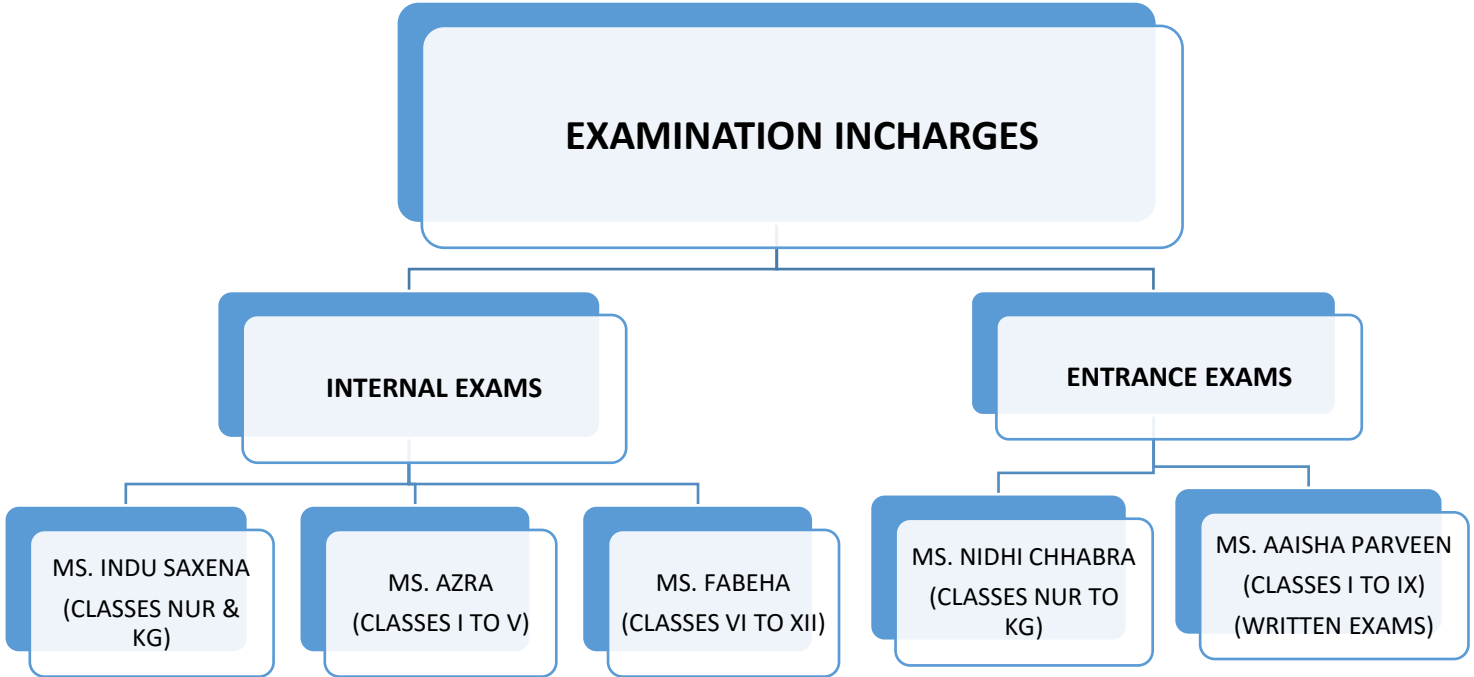 EXAMINATION INCHARGES
INTERNAL EXAMS
ENTRANCE EXAMS
MS. INDU SAXENA
(CLASSES NUR &
KG)
MS. AZRA
(CLASSES I TO V)
MS. FABEHA
(CLASSES VI TO XII)
MS. NIDHI CHHABRA
(CLASSES NUR TO
KG)
MS. AAISHA PARVEEN
(CLASSES I TO IX)
(WRITTEN EXAMS)